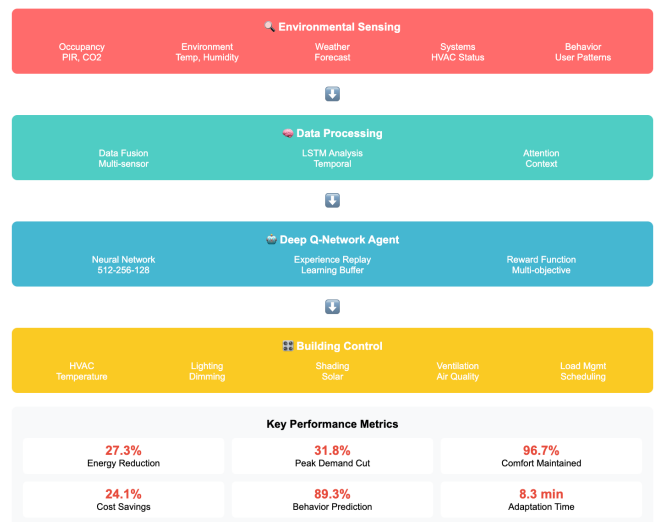 Environmental Sensing
Occupancy Environment Weather Systems Behavior
PIR, CO2 Temp, Humidity Forecast HVAC Status User Patterns
Data Processing
Data Fusion LSTM Analysis Attention
Multi-sensor Temporal Context
Deep Q-Network Agent
Neural Network Experience Replay Reward Function
512-256-128 Learning Buffer Multi-objective
Building Control
HVAC Lighting Shading Ventilation Load Mgmt
Temperature Dimming Solar Air Quality Scheduling
Key Performance Metrics
27.3% 31.8% 96.7%
Energy Reduction Peak Demand Cut Comfort Maintained
24.1% 89.3% 8.3 min
Cost Savings Behavior Prediction Adaptation Time